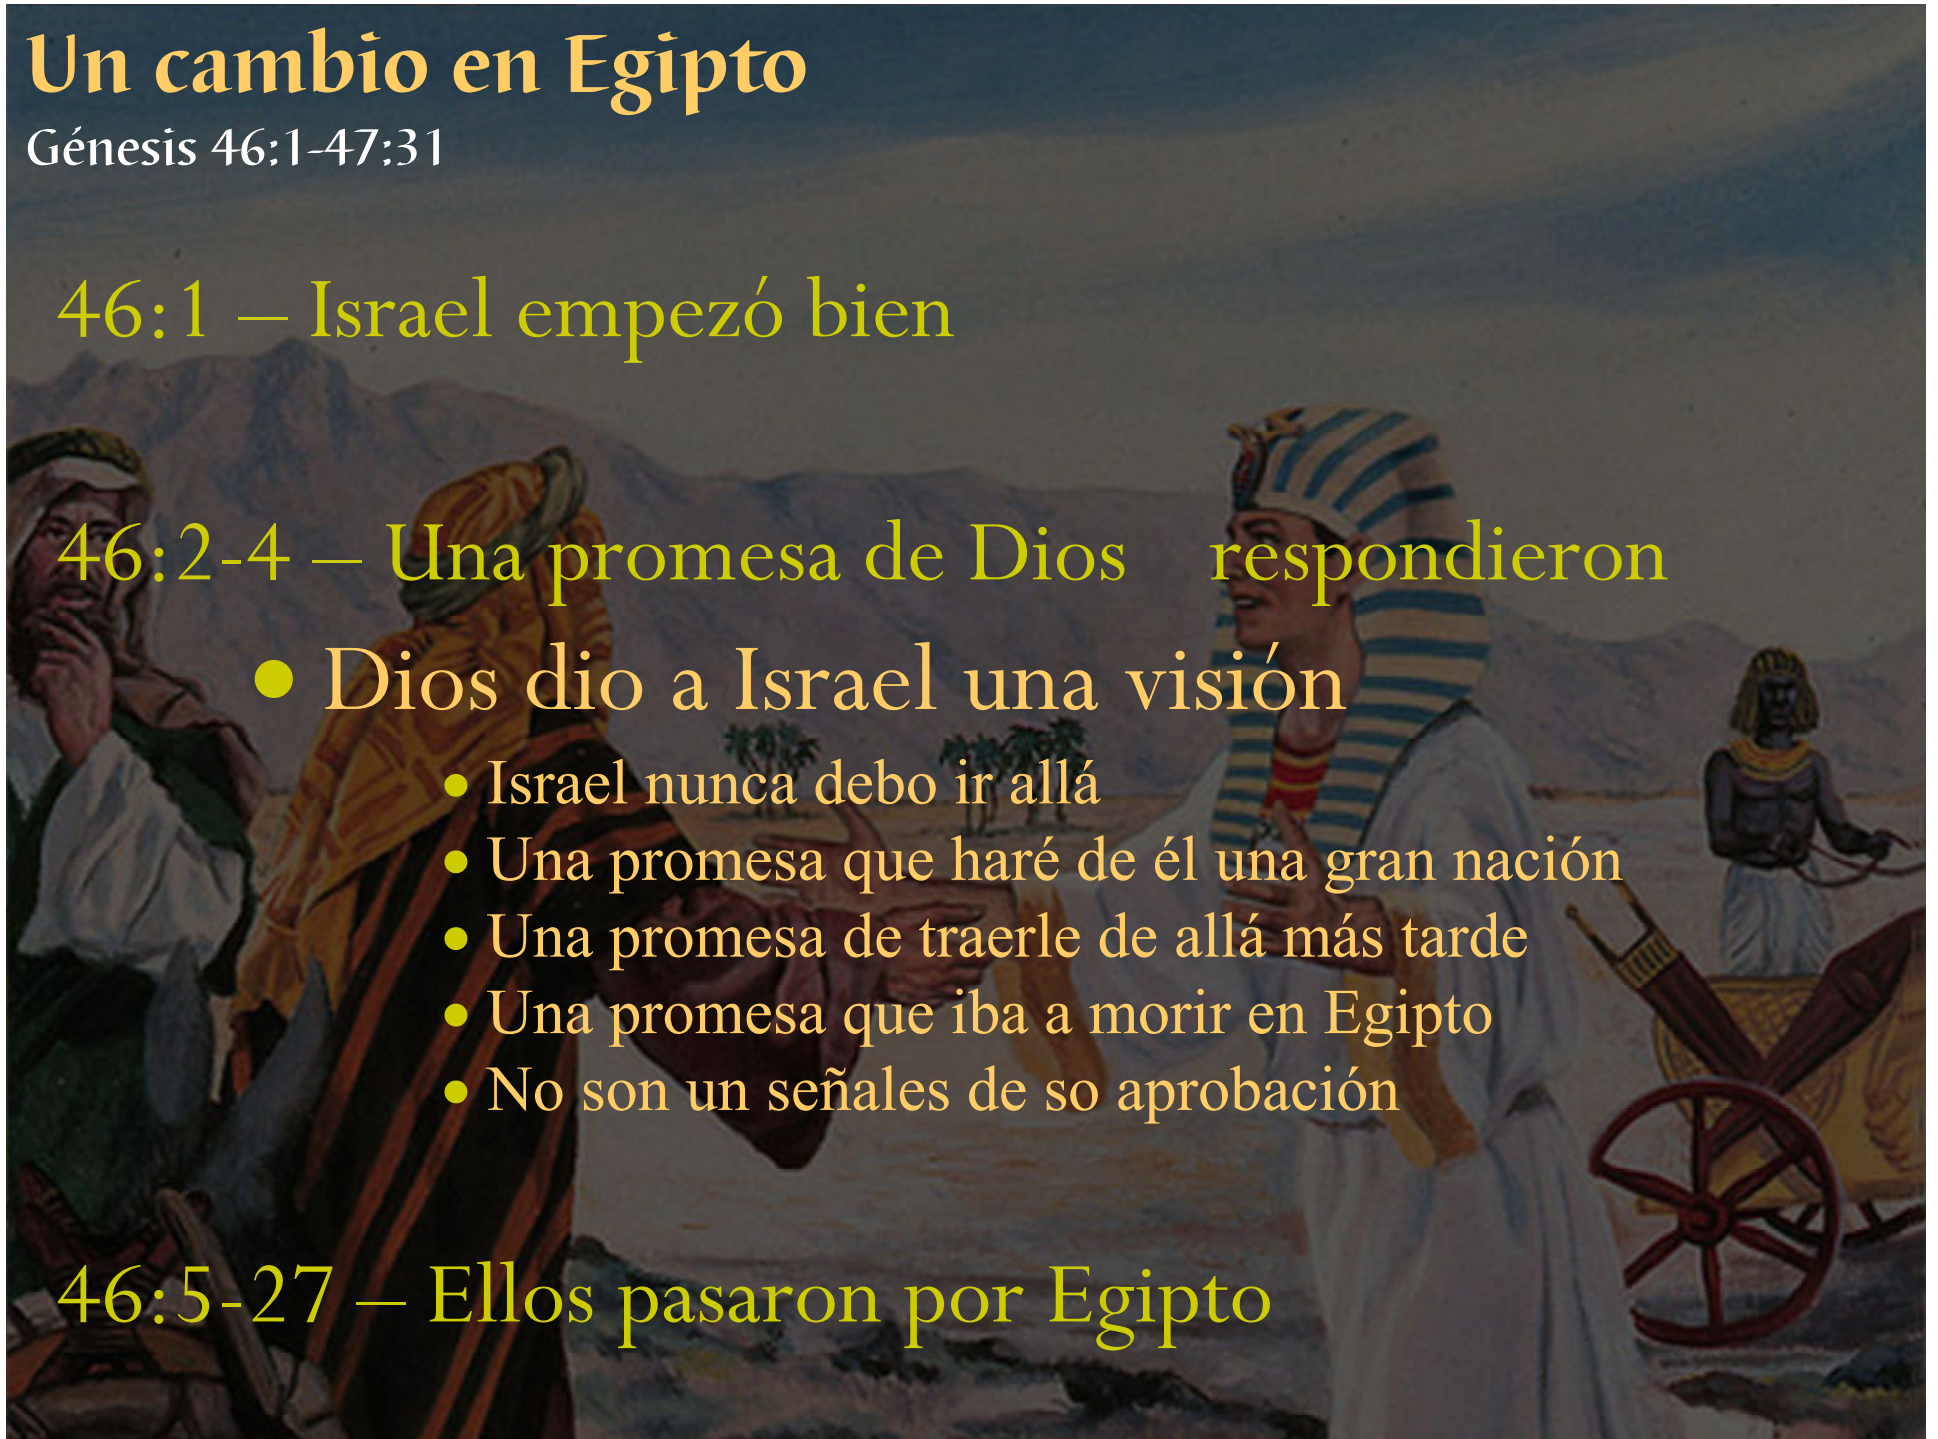 Un cambio en Egipto
Génesis 46:1-47:31
46:1 – Israel empezó bien
46:2-4 – Una promesa de Dios respondieron
• Dios dio a Israel una visión
• Israel nunca debo ir allá
• Una promesa que haré de él una gran nación
• Una promesa de traerle de allá más tarde
• Una promesa que iba a morir en Egipto
• No son un señales de so aprobación
46:5-27 – Ellos pasaron por Egipto